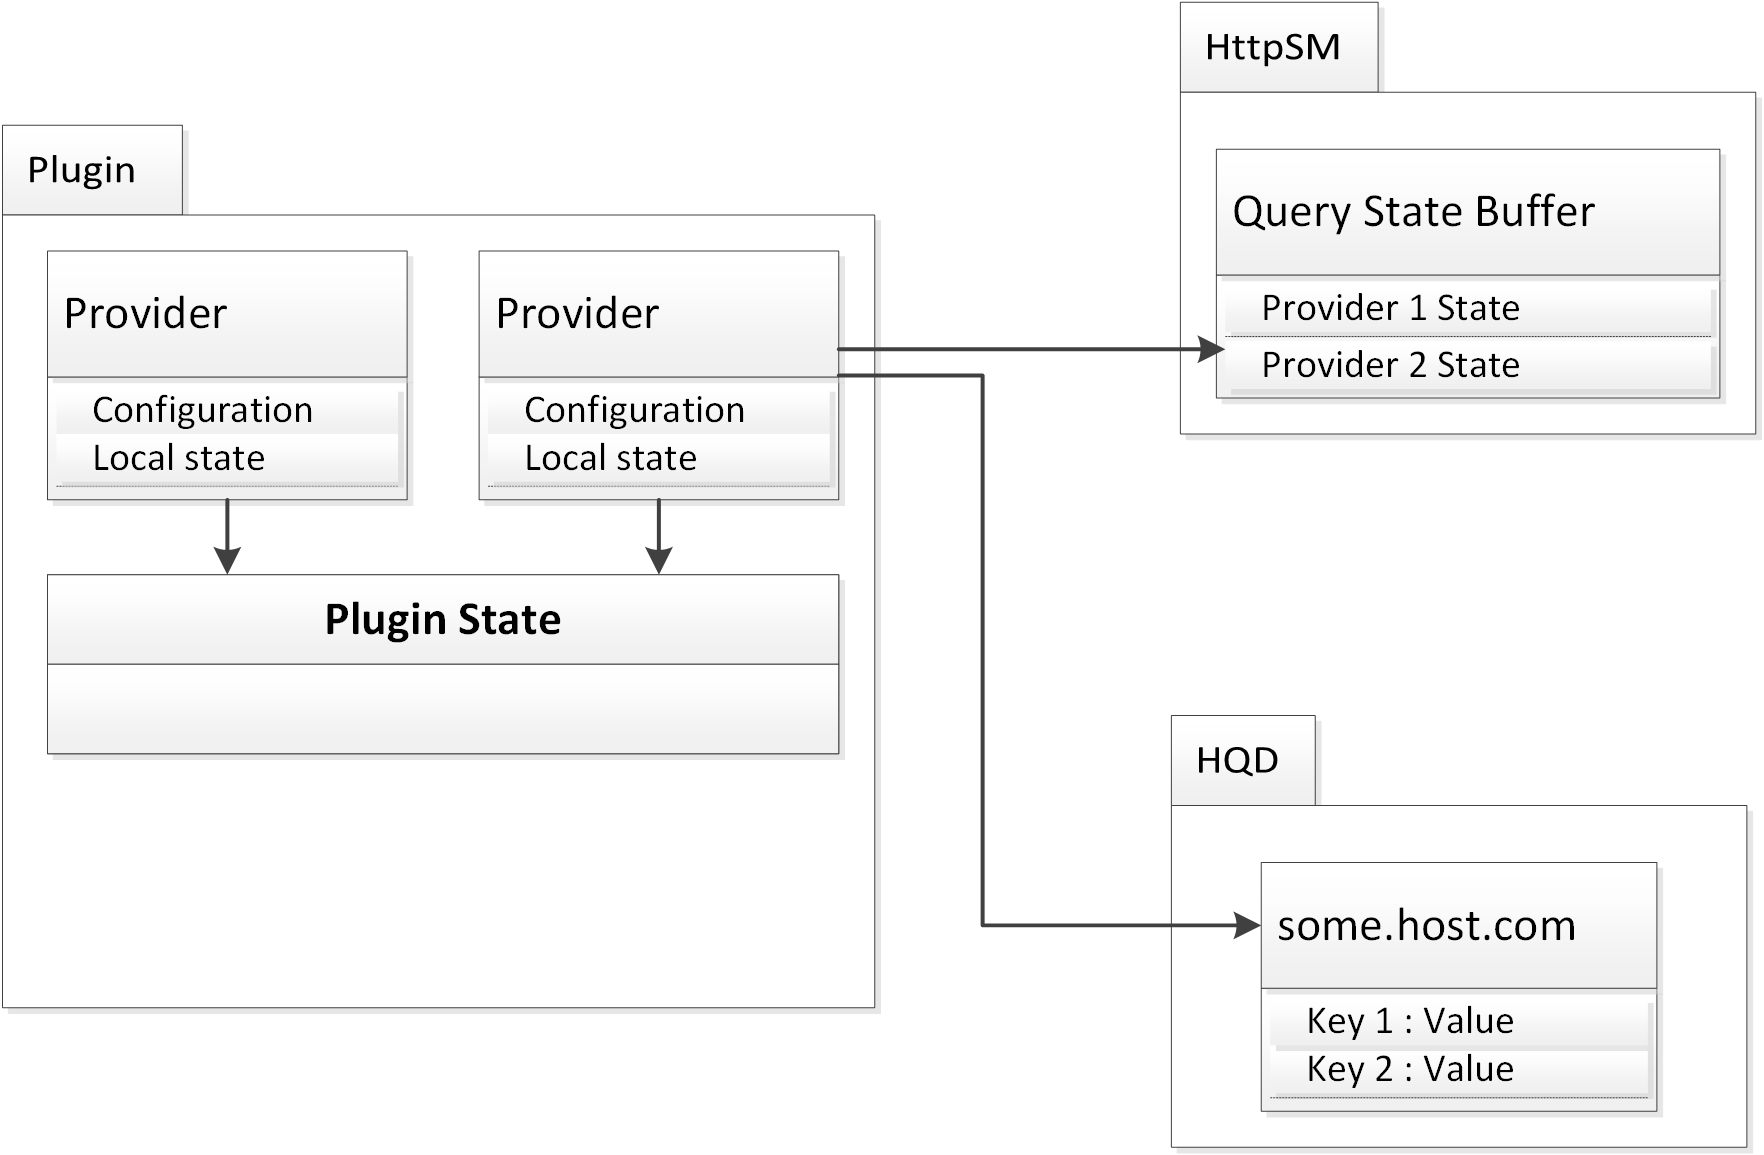 HttpSM
Query State Buffer
Provider 1 State
Provider 2 State
Plugin
Provider
Configuration
Local state
Provider
Configuration
Local state
Plugin State
HQD
some.host.com
Key 1 : Value
Key 2 : Value